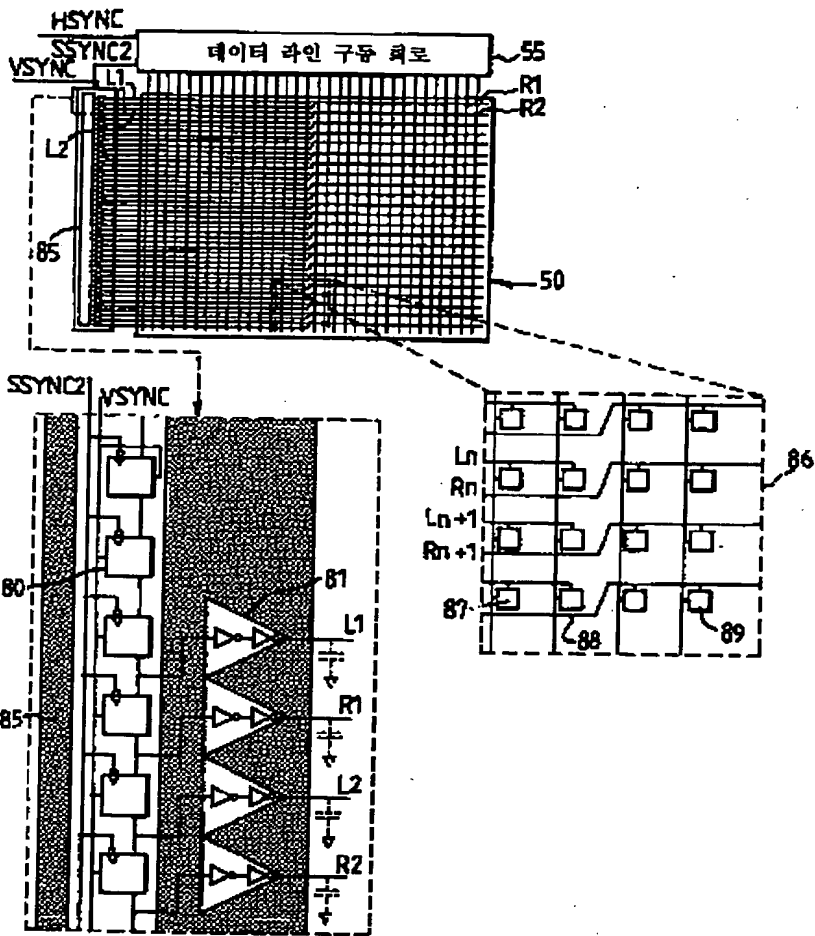 HSYNC
SSYNC2
데이터 라인 구동 회로
55
VSYNC
L1
R1
R2
L2
85
50
SSYNC2
VSYNC
Ln
Rn
Ln+1
Rn+1
86
87
88
89
80
81
L1
R1
85
L2
R2